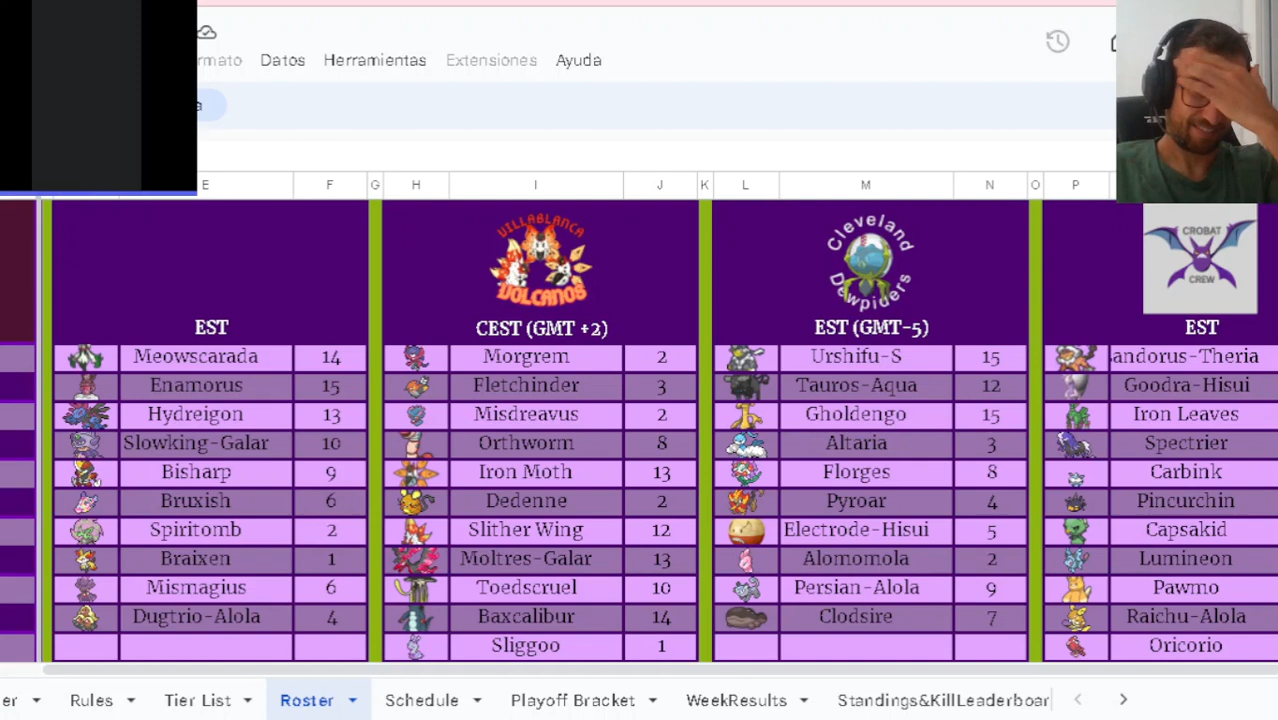 rmato Datos Herramientas Extensiones Ayuda
E F G H I J K L M N O P
VILLABLANCA
VOLCANOS
Cleveland
Dewpiders
CROBAT
CREW
EST CEST (GMT +2) EST (GMT-5) EST
Meowscarada 14 Morgrem 2 Urshifu-S 15 andorus-Theria
Enamorus 15 Fletchinder 3 Tauros-Aqua 12 Goodra-Hisui
Hydreigon 13 Misdreavus 2 Gholdengo 15 Iron Leaves
Slowking-Galar 10 Orthworm 8 Altaria 3 Spectrier
Bisharp 9 Iron Moth 13 Florges 8 Carbink
Bruxish 6 Dedenne 2 Pyroar 4 Pincurchin
Spiritomb 2 Slither Wing 12 Electrode-Hisui 5 Capsakid
Braixen 1 Moltres-Galar 13 Alomomola 2 Lumineon
Mismagius 6 Toedscruel 10 Persian-Alola 9 Pawmo
Dugtrio-Alola 4 Baxcalibur 14 Clodsire 7 Raichu-Alola
Sliggoo 1 Oricorio
er Rules Tier List Roster Schedule Playoff Bracket WeekResults Standings&KillLeaderboar